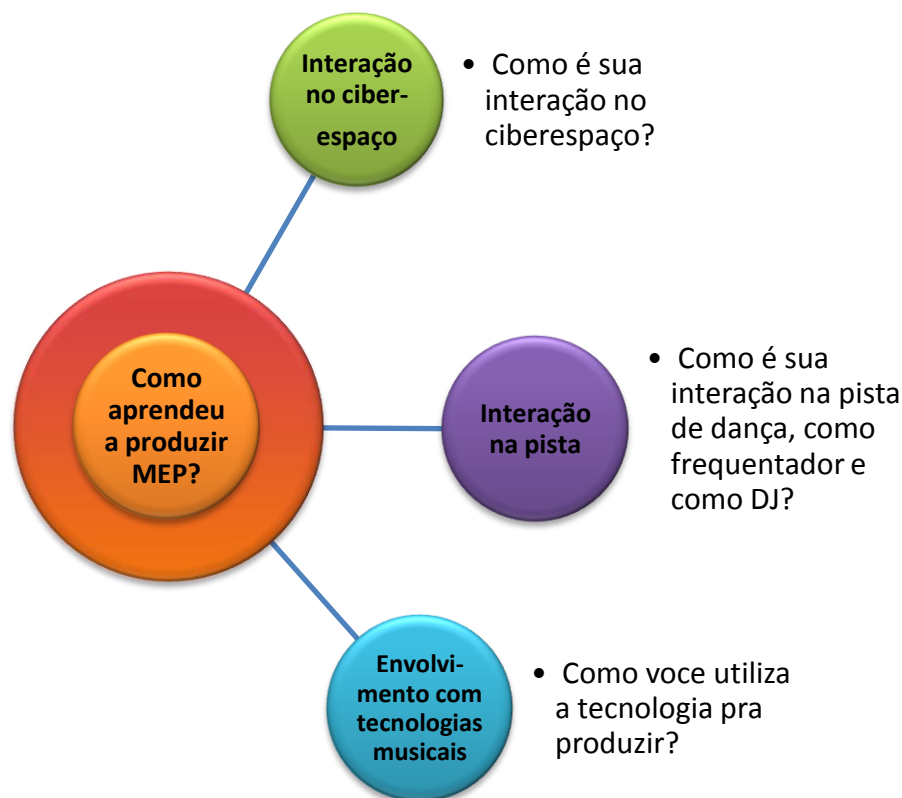 Interação
no ciber-
espaço
• Como é sua
interação no
ciberespaço?
Como
aprendeu
a produzir
MEP?
Interação
na pista
• Como é sua
interação na pista
de dança, como
frequentador e
como DJ?
Envolvi-
mento com
tecnologias
musicais
• Como voce utiliza
a tecnologia pra
produzir?